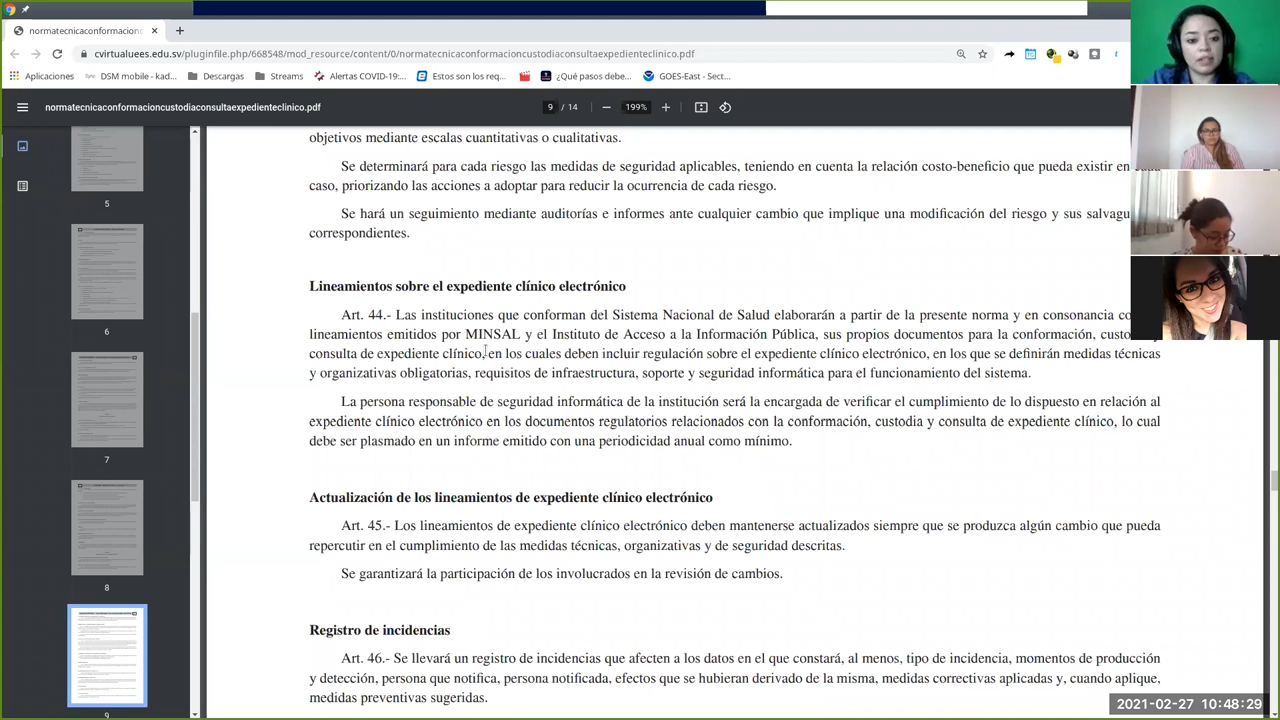 normatecnicaconformacion
cvirtualuees.edu.sv/pluginfile.php/668548/mod_resource/content/0/normatecnicaconformacioncustodiaconsultaexpedienteclinico.pdf
Aplicaciones
DSM mobile - kad...
Descargas
Streams
Alertas COVID-19:...
Estos son los req...
¿Qué pasos debe...
GOES-East - Sect...
normatecnicaconformacioncustodiaconsultaexpedienteclinico.pdf
9 / 14
199%
objetivos mediante escalas cuantitativas o cualitativas.
Se determinará para cada riesgo las medidas de seguridad aplicables, teniendo en cuenta la relación costo-beneficio que pueda existir en cada
caso, priorizando las acciones a adoptar para reducir la ocurrencia de cada riesgo.
Se hará un seguimiento mediante auditorías e informes ante cualquier cambio que implique una modificación del riesgo y sus
correspondientes.
Lineamientos sobre el expediente clínico electrónico
Art. 44.- Las instituciones que conforman del Sistema Nacional de Salud elaborarán a partir de la presente norma y en consonancia
lineamientos emitidos por MINSAL y el Instituto de Acceso a la Información Pública, sus propios documentos para la conformación,
consulta de expediente clínico, en los cuales deben incluir regulación sobre el expediente clínico electrónico, en los que se definirán medidas técnicas
y organizativas obligatorias, requisitos de infraestructura, soporte y seguridad informática para el funcionamiento del sistema.
La persona responsable de seguridad informática de la institución será la encargada de verificar el cumplimiento de lo dispuesto en relación al
expediente clínico electrónico en los documentos regulatorios relacionados con la conformación, custodia y consulta de expediente clínico, lo cual
debe ser plasmado en un informe emitido con una periodicidad anual como mínimo.
Actualización de los lineamientos de expediente clínico electrónico
Art. 45.- Los lineamientos de expediente clínico electrónico deben mantenerse actualizados siempre que se produzca algún cambio que pueda
repercutir en el cumplimiento de las medidas técnicas, organizativas y de seguridad descritas.
Se garantizará la participación de los involucrados en la revisión de cambios.
Registro de incidencias
Se llevará un registro de las incidencias que afecten a datos en el que consistan, al menos, tipo de incidencia, momentos de producción
y detección, persona que notifica, persona notificada, efectos que se hubieran derivado de la misma, medidas correctivas aplicadas y, cuando aplique,
medidas preventivas sugeridas.
5
6
7
8
9
2021-02-27 10:48:29